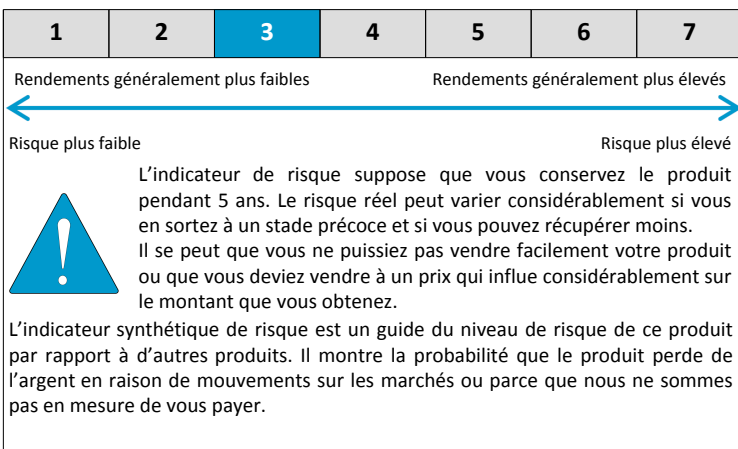 1 2 3 4 5 6 7
Rendements généralement plus faibles Rendements généralement plus élevés
Risque plus faible Risque plus élevé
L'indicateur de risque suppose que vous conservez le produit
pendant 5 ans. Le risque réel peut varier considérablement si vous
en sortez à un stade précoce et si vous pouvez récupérer moins.
Il se peut que vous ne puissiez pas vendre facilement votre produit
ou que vous deviez vendre à un prix qui influe considérablement sur
le montant que vous obtenez.
L'indicateur synthétique de risque est un guide du niveau de risque de ce produit
par rapport à d'autres produits. Il montre la probabilité que le produit perde de
l'argent en raison de mouvements sur les marchés ou parce que nous ne sommes
pas en mesure de vous payer.